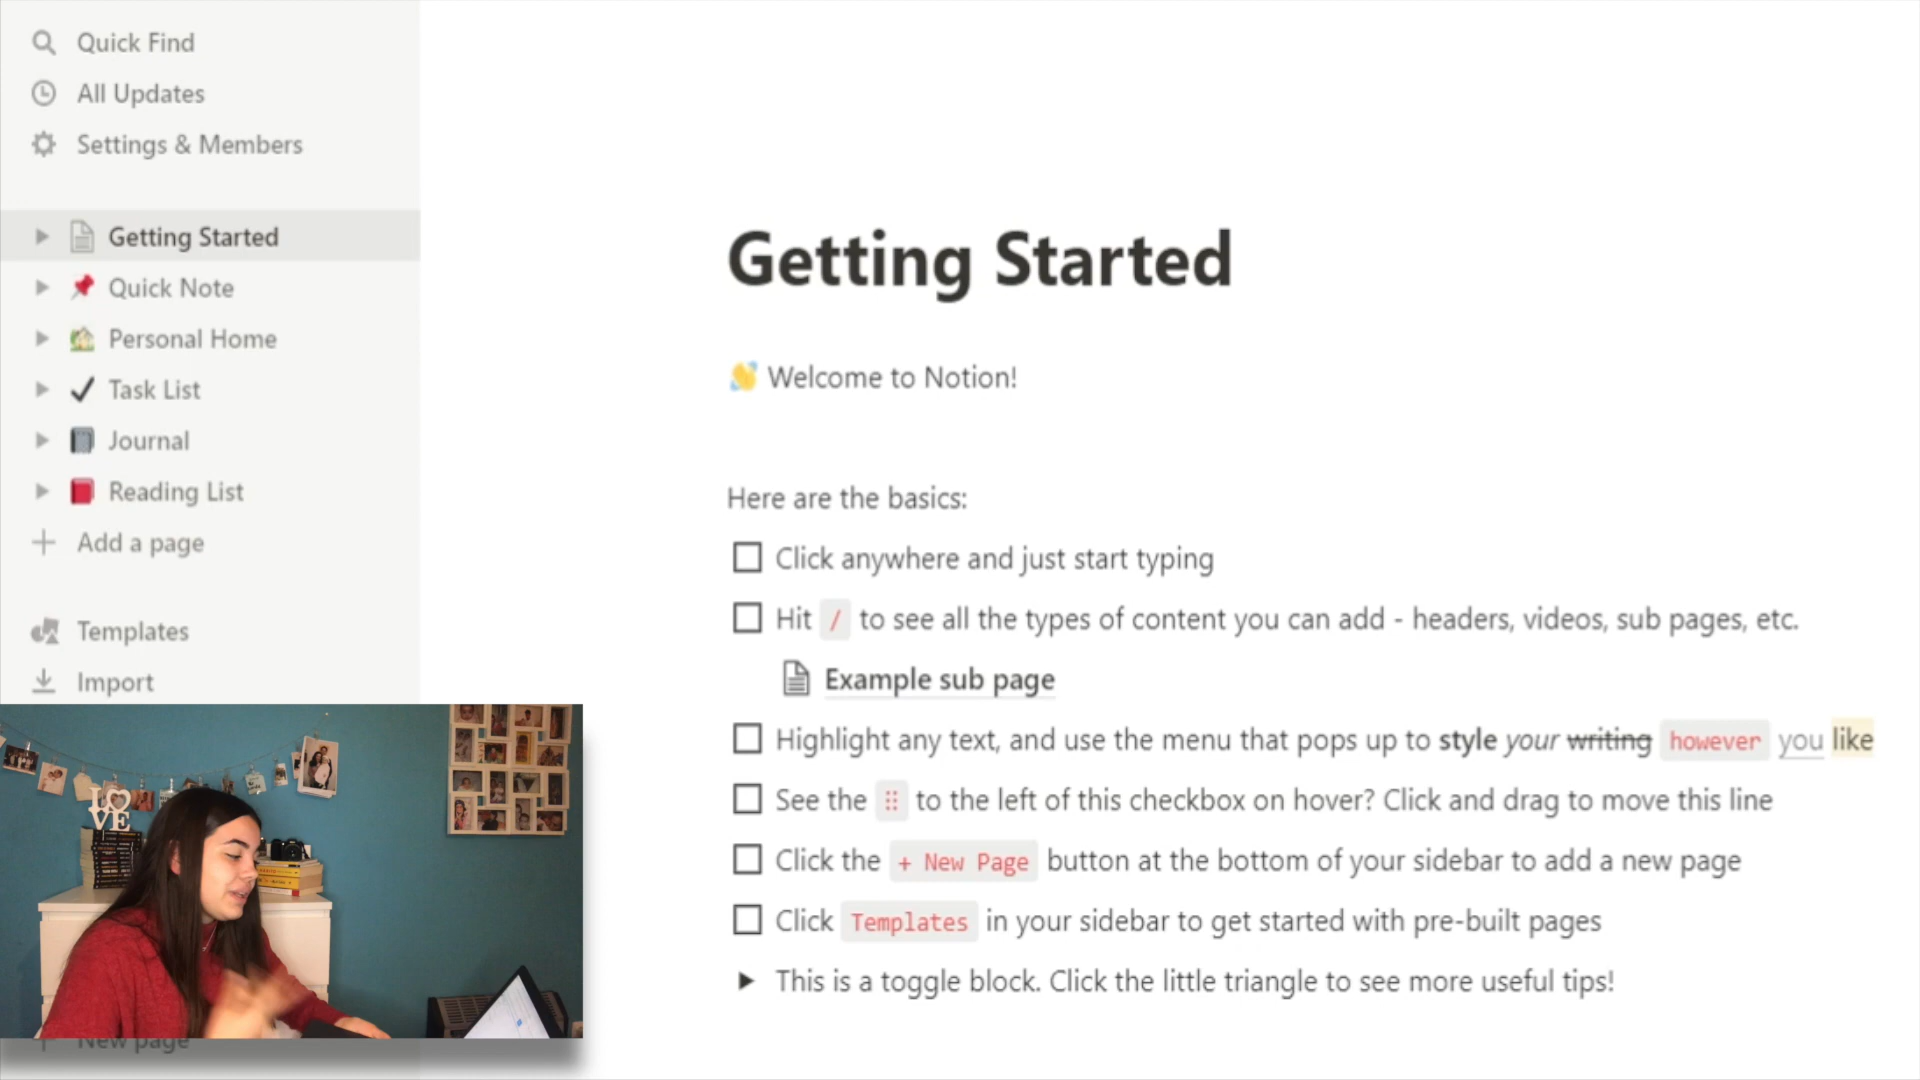 Quick Find
All Updates
Settings & Members
Getting Started
Quick Note
Personal Home
Task List
Journal
Reading List
Add a page
Templates
Import
New page
Getting Started
👋 Welcome to Notion!
Here are the basics:
Click anywhere and just start typing
Hit / to see all the types of content you can add - headers, videos, sub pages, etc.
Example sub page
Highlight any text, and use the menu that pops up to style your writing however you like
See the ⠿ to the left of this checkbox on hover? Click and drag to move this line
Click the + New Page button at the bottom of your sidebar to add a new page
Click Templates in your sidebar to get started with pre-built pages
This is a toggle block. Click the little triangle to see more useful tips!
LOVE